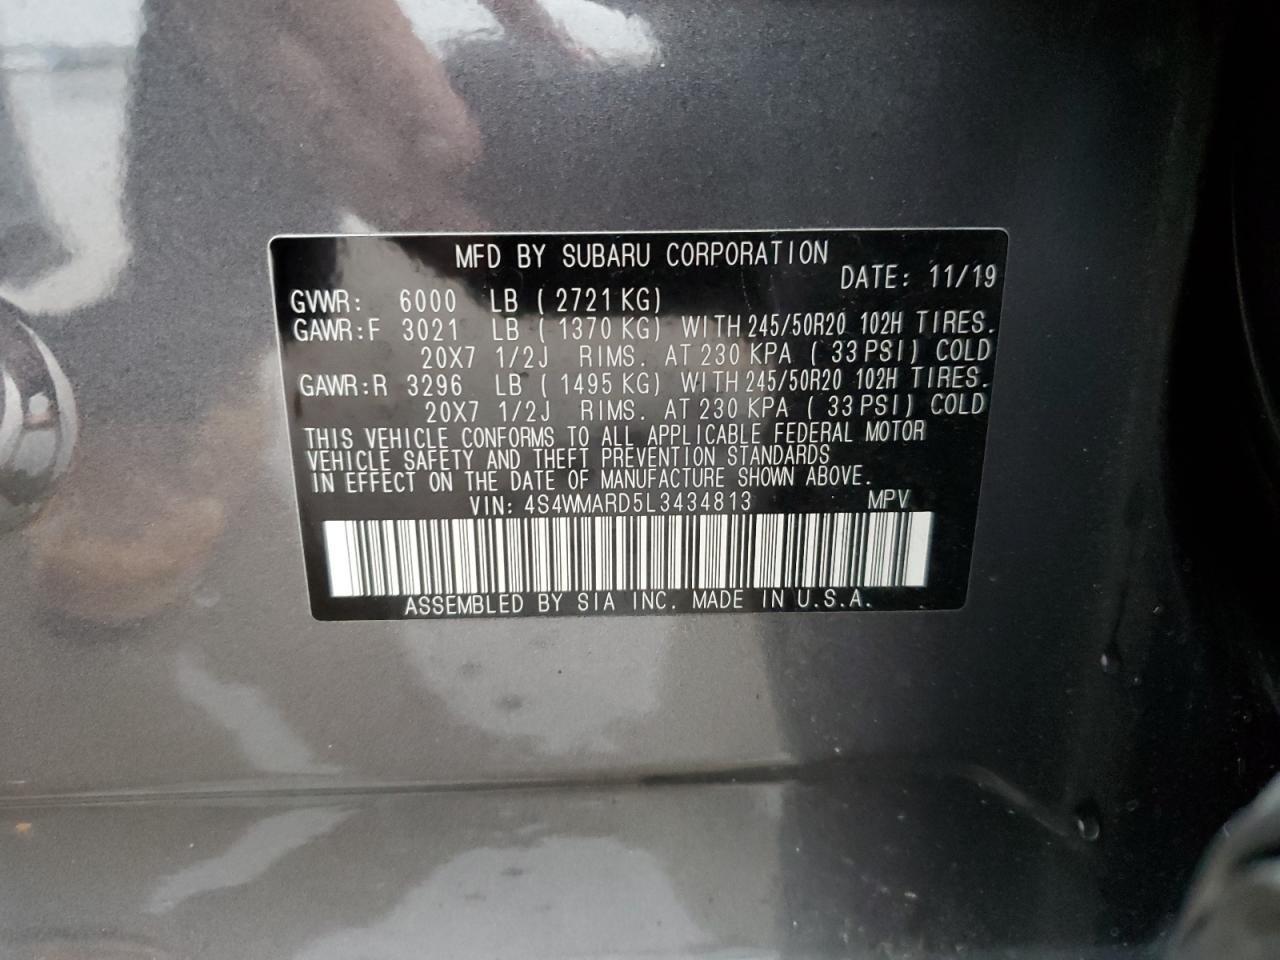 MFD BY SUBARU CORPORATION
DATE: 11/19
GVWR: 6000 LB (2721 KG)
GAWR:F 3021 LB (1370 KG) WITH 245/50R20 102H TIRES.
20X7 1/2J RIMS. AT 230 KPA (33 PSI) COLD
GAWR:R 3296 LB (1495 KG) WITH 245/50R20 102H TIRES.
20X7 1/2J RIMS. AT 230 KPA (33 PSI) COLD
THIS VEHICLE CONFORMS TO ALL APPLICABLE FEDERAL MOTOR
VEHICLE SAFETY AND THEFT PREVENTION STANDARDS
IN EFFECT ON THE DATE OF MANUFACTURE SHOWN ABOVE.
VIN: 4S4WMARD5L3434813 MPV
ASSEMBLED BY SIA INC. MADE IN U.S.A.